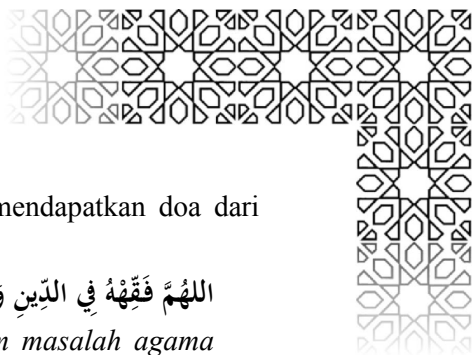 mendapatkan doa dari
اللهُمَّ فَقِّهْهُ فِي الدِّينِ
masalah agama